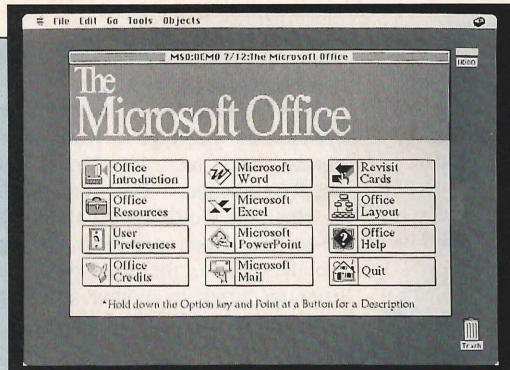 File Edit Go Tools Objects
MSO:DEMO 7/12:The Microsoft Office
The
Microsoft Office
Office
Introduction
Microsoft
Word
Revisit
Cards
Office
Resources
Microsoft
Excel
Office
Layout
User
Preferences
Microsoft
PowerPoint
Office
Help
Office
Credits
Microsoft
Mail
Quit
*Hold down the Option key and Point at a Button for a Description
Trash